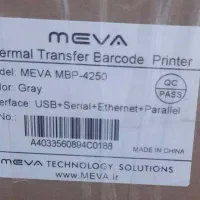 MEVA
ermal Transfer Barcode Printer
del: MEVA MBP-4250
lor: Gray
QC
PASS
erface: USB+Serial+Ethernet+Parallel
No.:
A4033560894C0188
MADE IN CHINA
MEVA TECHNOLOGY SOLUTIONS
www.MEVA.ir